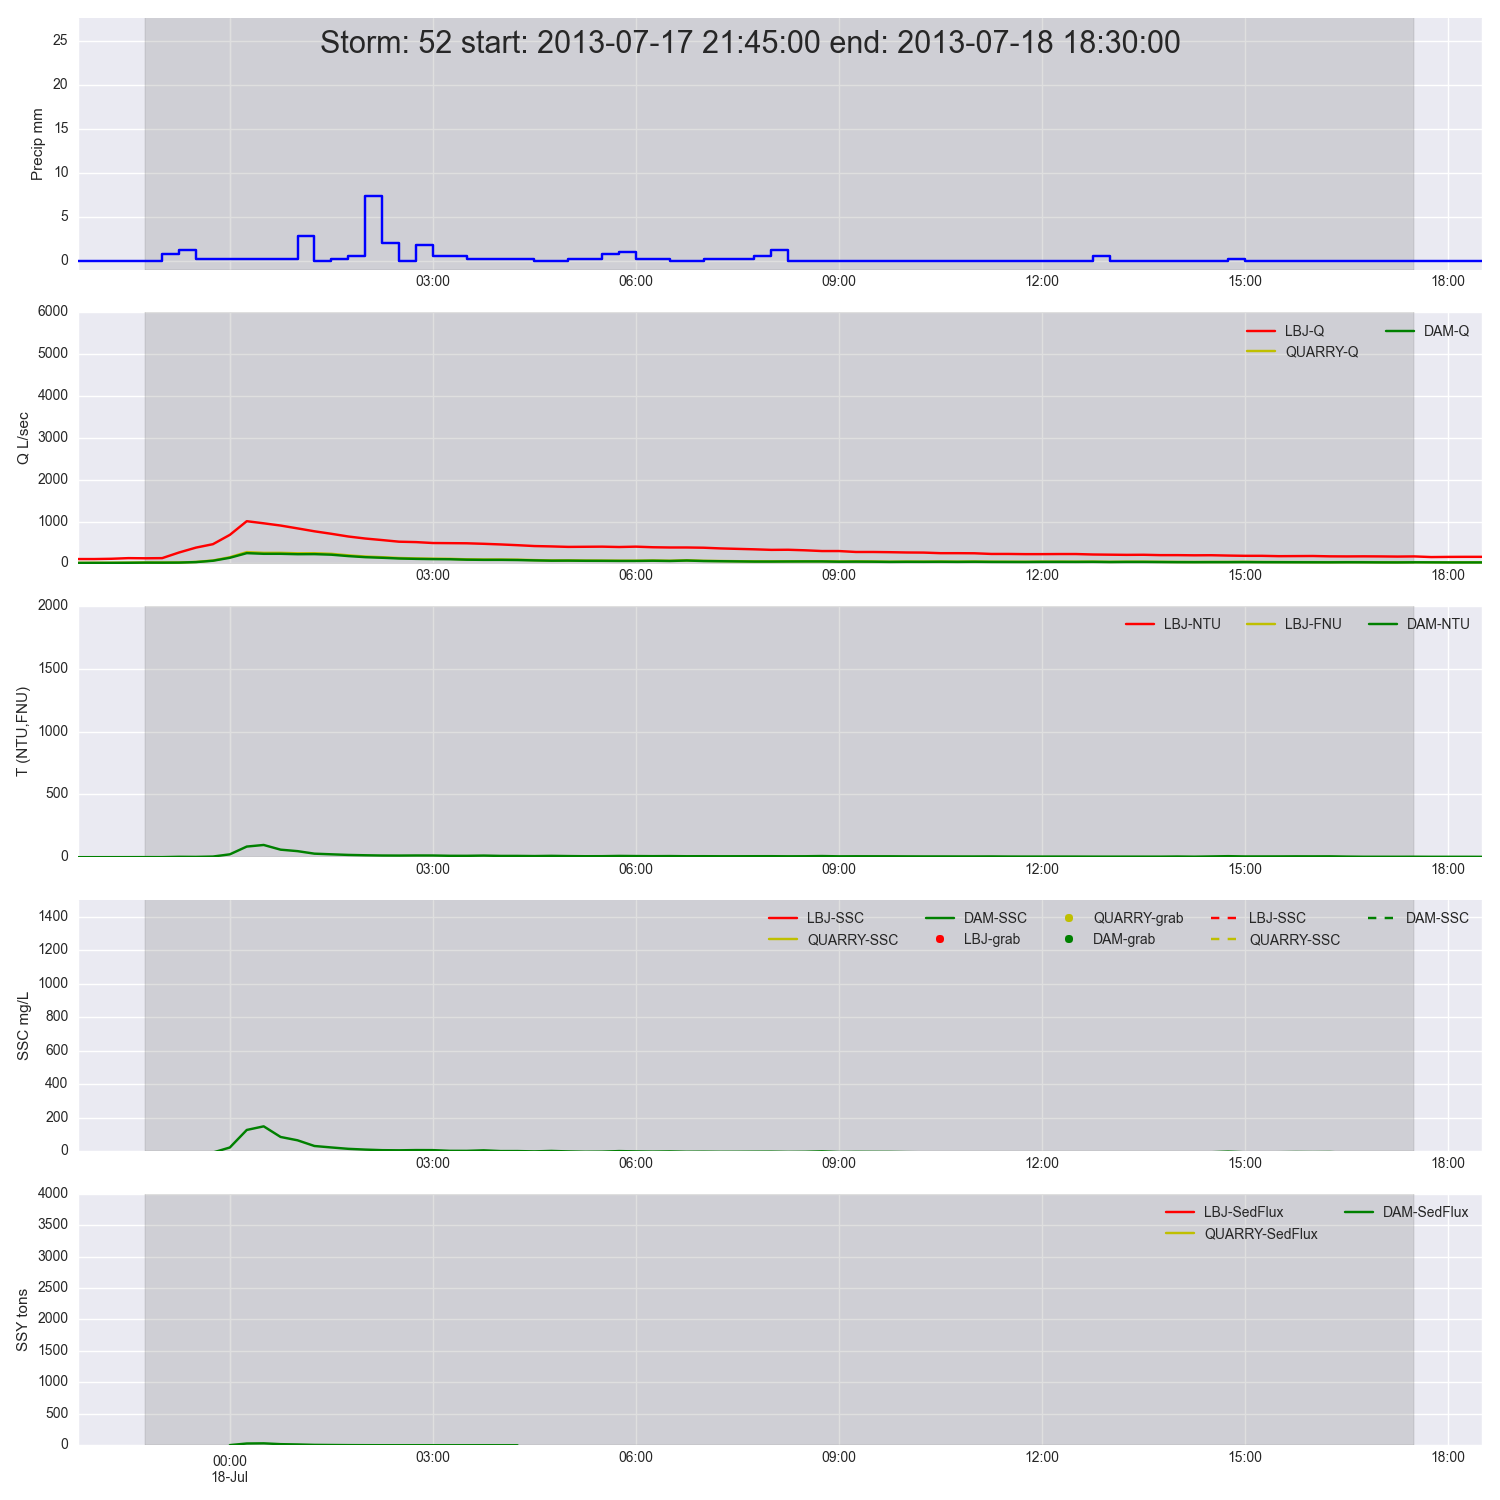 Storm: 52 start: 2013-07-17 21:45:00 end: 2013-07-18 18:30:00
Precip mm
25
20
15
10
5
0
03:00 06:00 09:00 12:00 15:00 18:00
Q L/sec
6000
5000
4000
3000
2000
1000
0
LBJ-Q DAM-Q
QUARRY-Q
03:00 06:00 09:00 12:00 15:00 18:00
T (NTU,FNU)
2000
1500
1000
500
0
LBJ-NTU LBJ-FNU DAM-NTU
03:00 06:00 09:00 12:00 15:00 18:00
SSC mg/L
1400
1200
1000
800
600
400
200
0
LBJ-SSC DAM-SSC QUARRY-grab LBJ-SSC DAM-SSC
QUARRY-SSC LBJ-grab DAM-grab QUARRY-SSC
03:00 06:00 09:00 12:00 15:00 18:00
SSY tons
4000
3500
3000
2500
2000
1500
1000
500
0
LBJ-SedFlux DAM-SedFlux
QUARRY-SedFlux
00:00 03:00 06:00 09:00 12:00 15:00 18:00
18-Jul